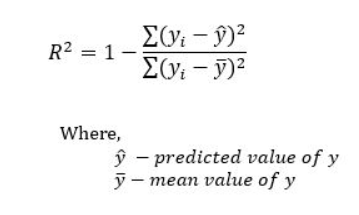 R² = 1 − ∑(yᵢ − ŷ)² / ∑(yᵢ − ȳ)²
Where,
ŷ − predicted value of y
ȳ − mean value of y